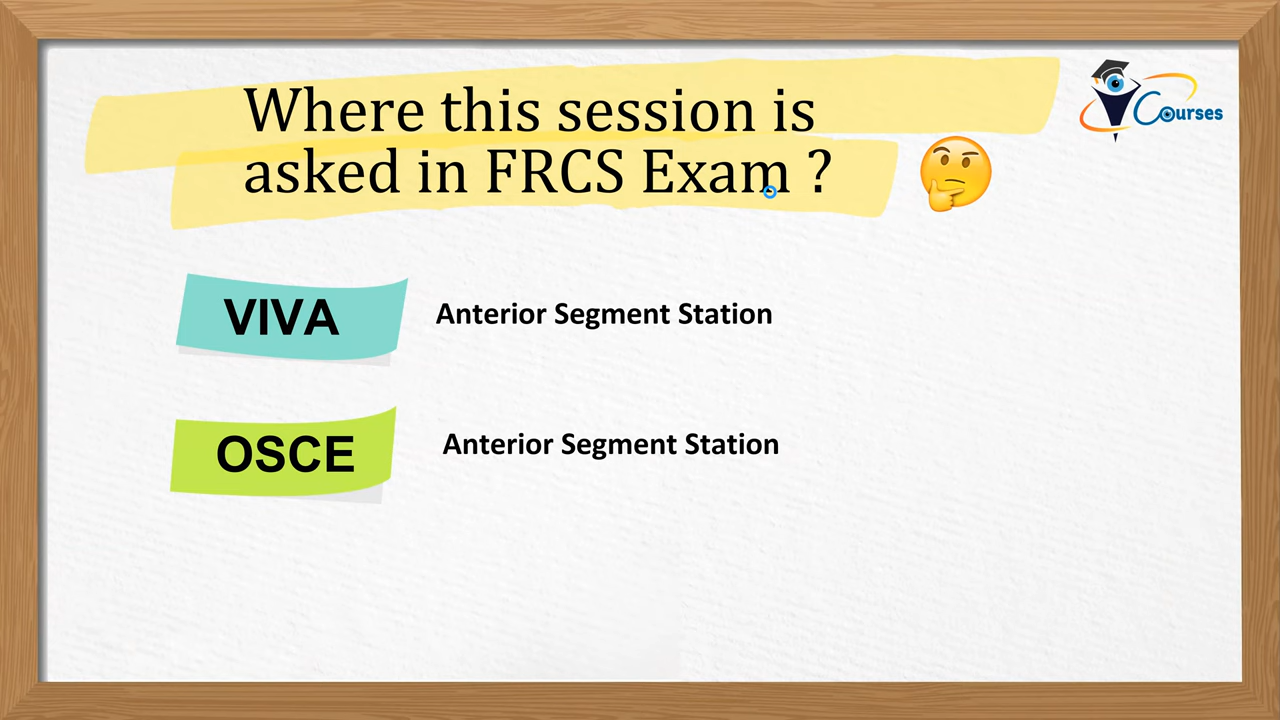 Where this session is
asked in FRCS Exam ?
Courses
VIVA
Anterior Segment Station
OSCE
Anterior Segment Station